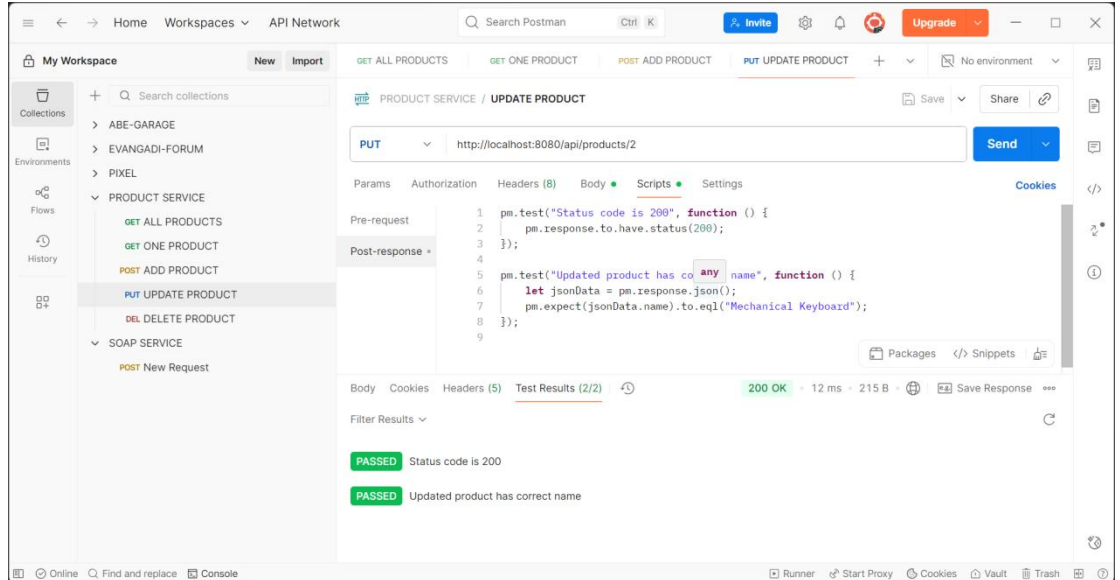 Home Workspaces API Network Search Postman Ctrl K Invite Upgrade
My Workspace New Import
GET ALL PRODUCTS GET ONE PRODUCT POST ADD PRODUCT PUT UPDATE PRODUCT No environment
Collections
Environments
Flows
History
Search collections
ABE-GARAGE
EVANGADI-FORUM
PIXEL
PRODUCT SERVICE
GET ALL PRODUCTS
GET ONE PRODUCT
POST ADD PRODUCT
PUT UPDATE PRODUCT
DEL DELETE PRODUCT
SOAP SERVICE
POST New Request
HTTP PRODUCT SERVICE / UPDATE PRODUCT Save Share
PUT http://localhost:8080/api/products/2 Send
Params Authorization Headers (8) Body Scripts Settings Cookies
Pre-request
Post-response
1 pm.test("Status code is 200", function () {
2 pm.response.to.have.status(200);
3 });
4
5 pm.test("Updated product has co any name", function () {
6 let jsonData = pm.response.json();
7 pm.expect(jsonData.name).to.eql("Mechanical Keyboard");
8 });
9
Packages </> Snippets
Body Cookies Headers (5) Test Results (2/2) 200 OK 12 ms 215 B e.g. Save Response
Filter Results
PASSED Status code is 200
PASSED Updated product has correct name
Online Find and replace Console Runner Start Proxy Cookies Vault Trash